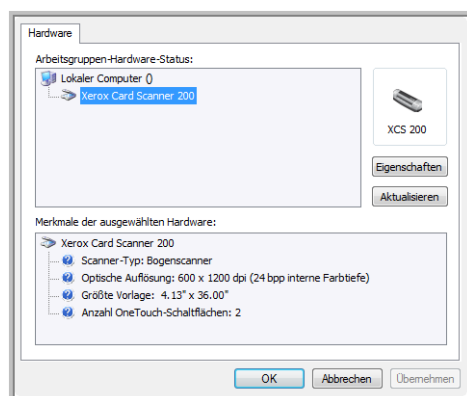 Hardware
Arbeitsgruppen-Hardware-Status:
Lokaler Computer ()
Xerox Card Scanner 200
XCS 200
Eigenschaften
Aktualisieren
Merkmale der ausgewählten Hardware:
Xerox Card Scanner 200
Scanner-Typ: Bogenscanner
Optische Auflösung: 600 x 1200 dpi (24 bpp interne Farbtiefe)
Größte Vorlage: 4.13" x 36.00"
Anzahl OneTouch-Schaltflächen: 2
OK Abbrechen Übernehmen